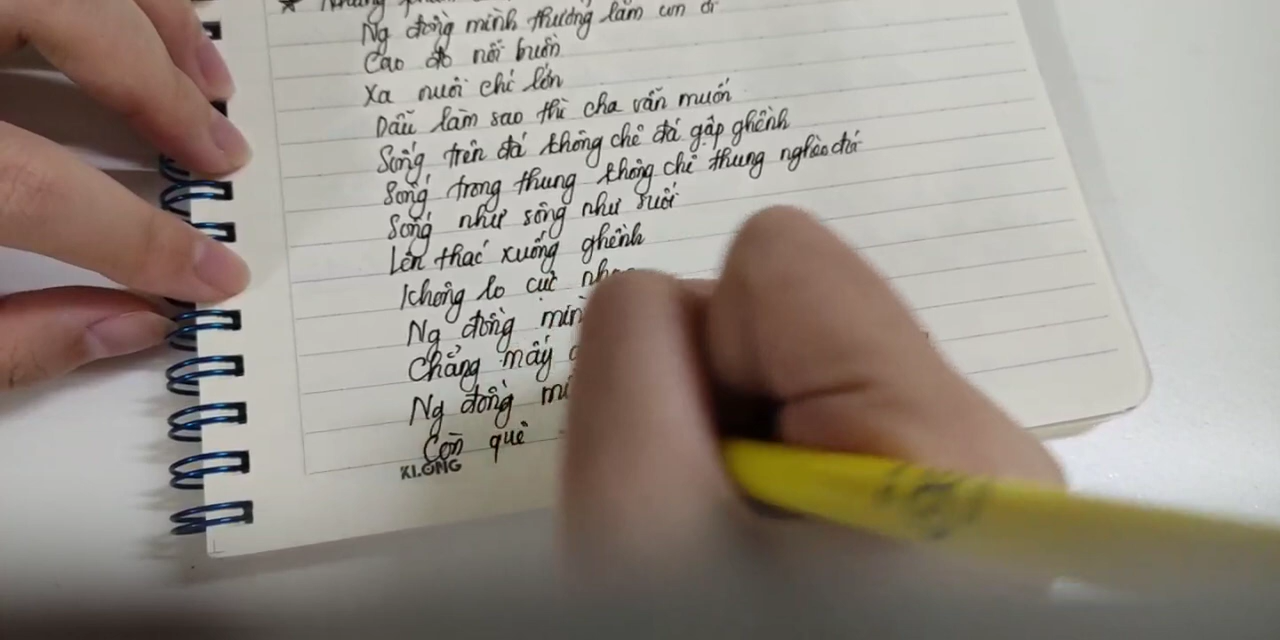 Ng đồng mình thương lắm con ơi
Cao đo nỗi buồn
Xa nuôi chí lớn
Dẫu làm sao thì cha vẫn muốn
Sống trên đá không chê đá gập ghềnh
Sống trong thung không chê thung nghèo đói
Sống như sông như suối
Lên thác xuống ghềnh
Không lo cực
Ng đồng
Chẳng mấy
Ng đồng
Còn quê
KLONG